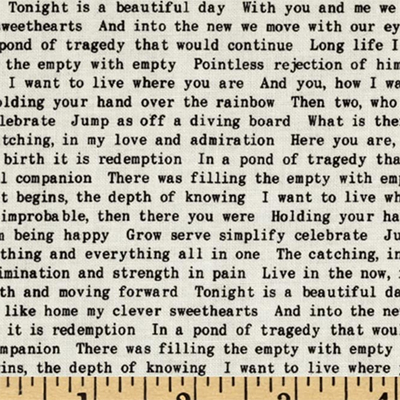 Tonight is a beautiful day With you and me we
sweethearts And into the new we move with our ey
pond of tragedy that would continue Long life I
the empty with empty Pointless rejection of him
I want to live where you are And you, how I wa
olding your hand over the rainbow Then two, who
lebrate Jump as off a diving board What is the
tching, in my love and admiration Here you are,
birth it is redemption In a pond of tragedy tha
l companion There was filling the empty with emp
t begins, the depth of knowing I want to live wh
improbable, then there you were Holding your ha
m being happy Grow serve simplify celebrate Ju
thing and everything all in one The catching, in
imination and strength in pain Live in the now, i
th and moving forward Tonight is a beautiful da
like home my clever sweethearts And into the ne
it is redemption In a pond of tragedy that wou
mpanion There was filling the empty with empty
ins, the depth of knowing I want to live where
1 2 3 4